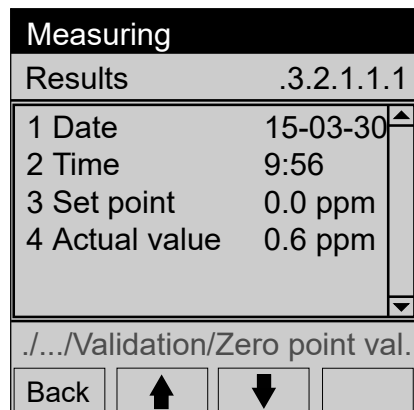 Measuring
Results .3.2.1.1.1
1 Date 15-03-30
2 Time 9:56
3 Set point 0.0 ppm
4 Actual value 0.6 ppm
./.../Validation/Zero point val.
Back